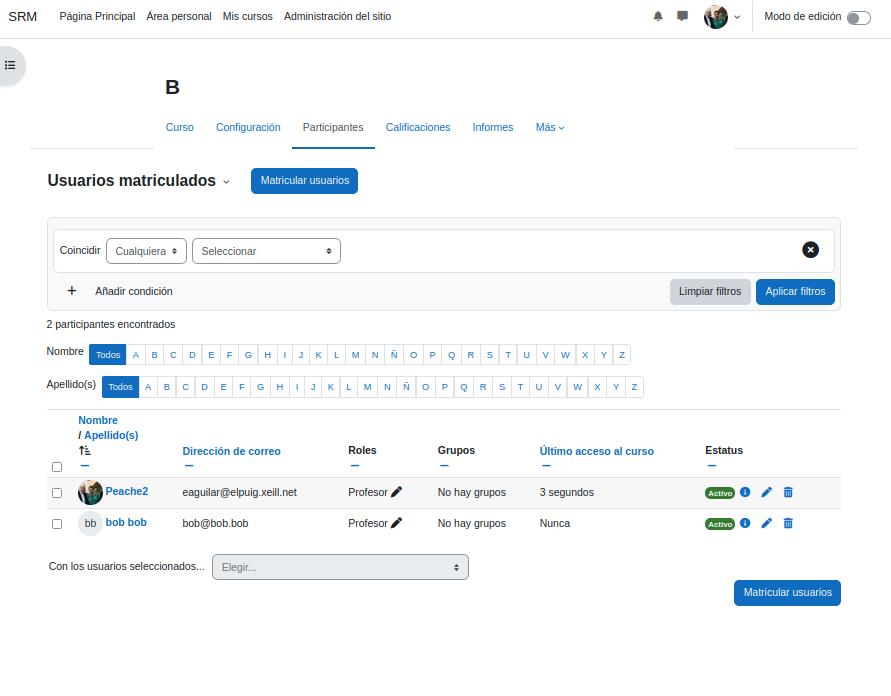 SRM Página Principal Área personal Mis cursos Administración del sitio Modo de edición
B
Curso Configuración Participantes Calificaciones Informes Más
Usuarios matriculados Matricular usuarios
Coincidir Cualquiera Seleccionar
+ Añadir condición Limpiar filtros Aplicar filtros
2 participantes encontrados
Nombre Todos A B C D E F G H I J K L M N Ñ O P Q R S T U V W X Y Z
Apellido(s) Todos A B C D E F G H I J K L M N Ñ O P Q R S T U V W X Y Z
Nombre
/ Apellido(s) Dirección de correo Roles Grupos Último acceso al curso Estatus
Peache2 eaguilar@elpuig.xeill.net Profesor No hay grupos 3 segundos Activo
bb bob bob bob@bob.bob Profesor No hay grupos Nunca Activo
Con los usuarios seleccionados... Elegir...
Matricular usuarios